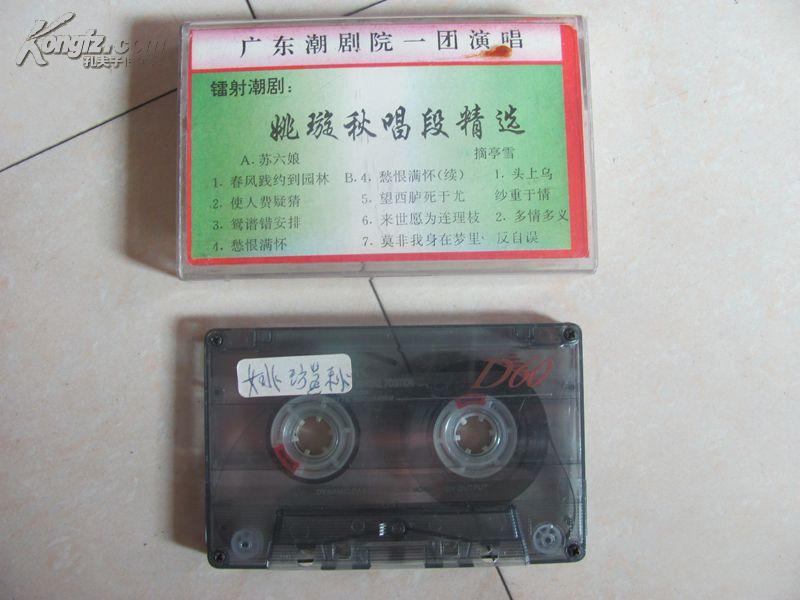 Kongfz.com
孔夫子旧书网
广东潮剧院一团演唱
镭射潮剧：
姚璇秋唱段精选
A. 苏六娘
摘亭雪
1. 春风践约到园林 B. 4. 愁恨满怀(续) 1. 头上乌
2. 使人费疑猜 5. 望西胪死于尤 纱重于情
3. 鸳谱错安排 6. 来世愿为连理枝 2. 多情多义
4. 愁恨满怀 7. 莫非我身在梦里 反自误
姚璇秋
POSITION
D60
OUTPUT